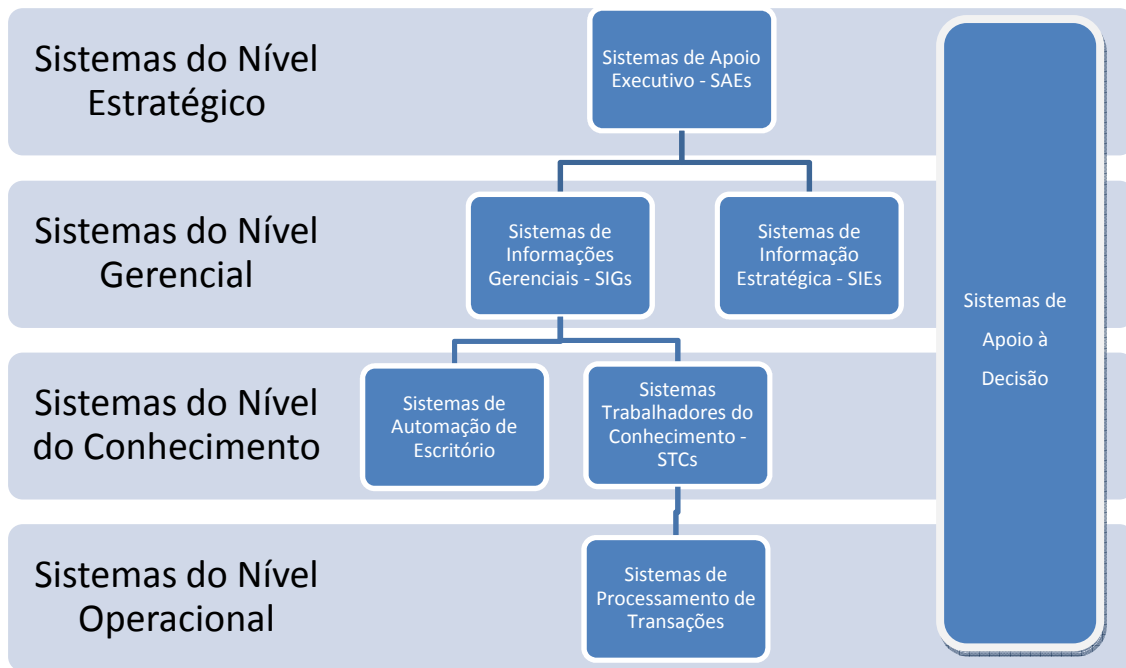 Sistemas do Nível
Estratégico
Sistemas de Apoio
Executivo - SAEs
Sistemas do Nível
Gerencial
Sistemas de
Informações
Gerenciais - SIGs
Sistemas de
Informação
Estratégica - SIEs
Sistemas do Nível
do Conhecimento
Sistemas de
Automação de
Escritório
Sistemas
Trabalhadores do
Conhecimento -
STCs
Sistemas do Nível
Operacional
Sistemas de
Processamento de
Transações
Sistemas de
Apoio à
Decisão